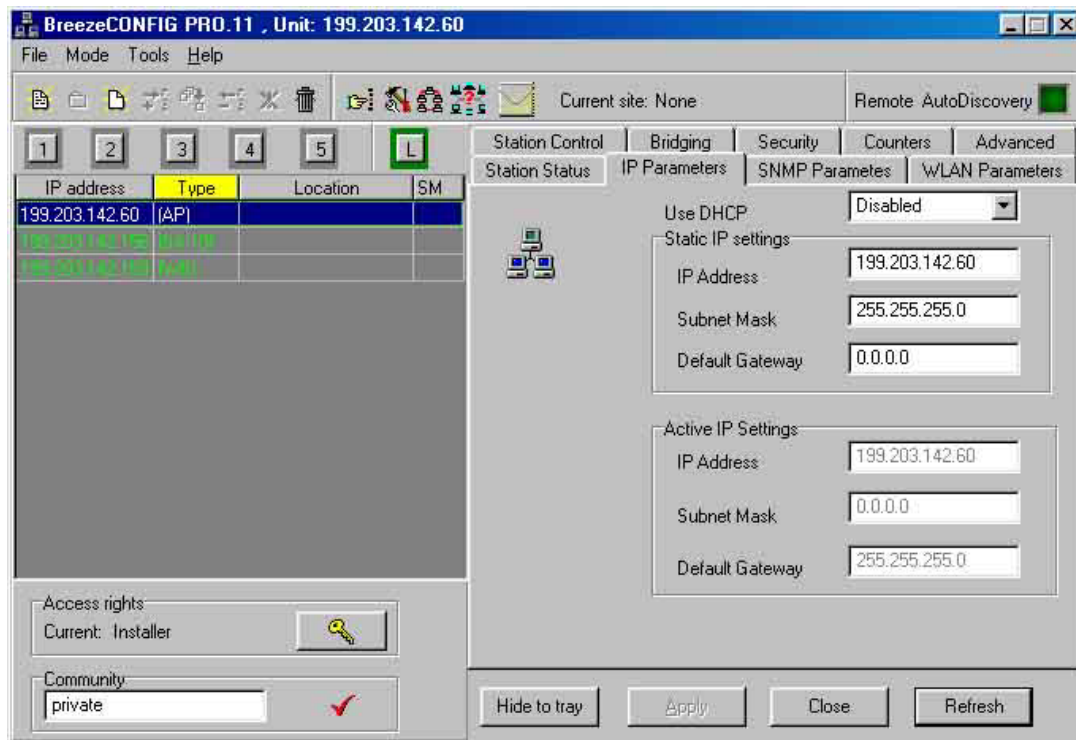 BreezeCONFIG PRO.11 , Unit: 199.203.142.60
File Mode Tools Help
Current site: None
Remote AutoDiscovery
1 2 3 4 5 L
IP address Type Location SM
199.203.142.60 (AP)
Station Control Bridging Security Counters Advanced
Station Status IP Parameters SNMP Parametes WLAN Parameters
Use DHCP Disabled
Static IP settings
IP Address 199.203.142.60
Subnet Mask 255.255.255.0
Default Gateway 0.0.0.0
Active IP Settings
IP Address 199.203.142.60
Subnet Mask 0.0.0.0
Default Gateway 255.255.255.0
Access rights
Current: Installer
Community
private
Hide to tray Apply Close Refresh